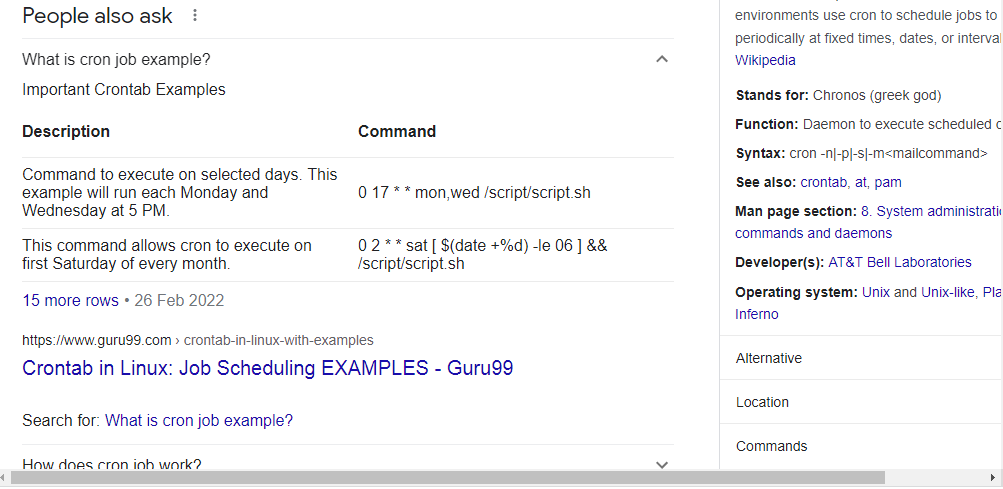 People also ask
What is cron job example?
Important Crontab Examples
Description Command
Command to execute on selected days. This
example will run each Monday and
Wednesday at 5 PM.
0 17 * * mon,wed /script/script.sh
This command allows cron to execute on
first Saturday of every month.
0 2 * * sat [ $(date +%d) -le 06 ] &&
/script/script.sh
15 more rows • 26 Feb 2022
https://www.guru99.com › crontab-in-linux-with-examples
Crontab in Linux: Job Scheduling EXAMPLES - Guru99
Search for: What is cron job example?
How does cron job work?
environments use cron to schedule jobs to
periodically at fixed times, dates, or
Wikipedia
Stands for: Chronos (greek god)
Function: Daemon to execute scheduled
Syntax: cron -n|-p|-s|-m<mailcommand>
See also: crontab, at, pam
Man page section: 8. System
commands and daemons
Developer(s): AT&T Bell Laboratories
Operating system: Unix and Unix-like,
Inferno
Alternative
Location
Commands